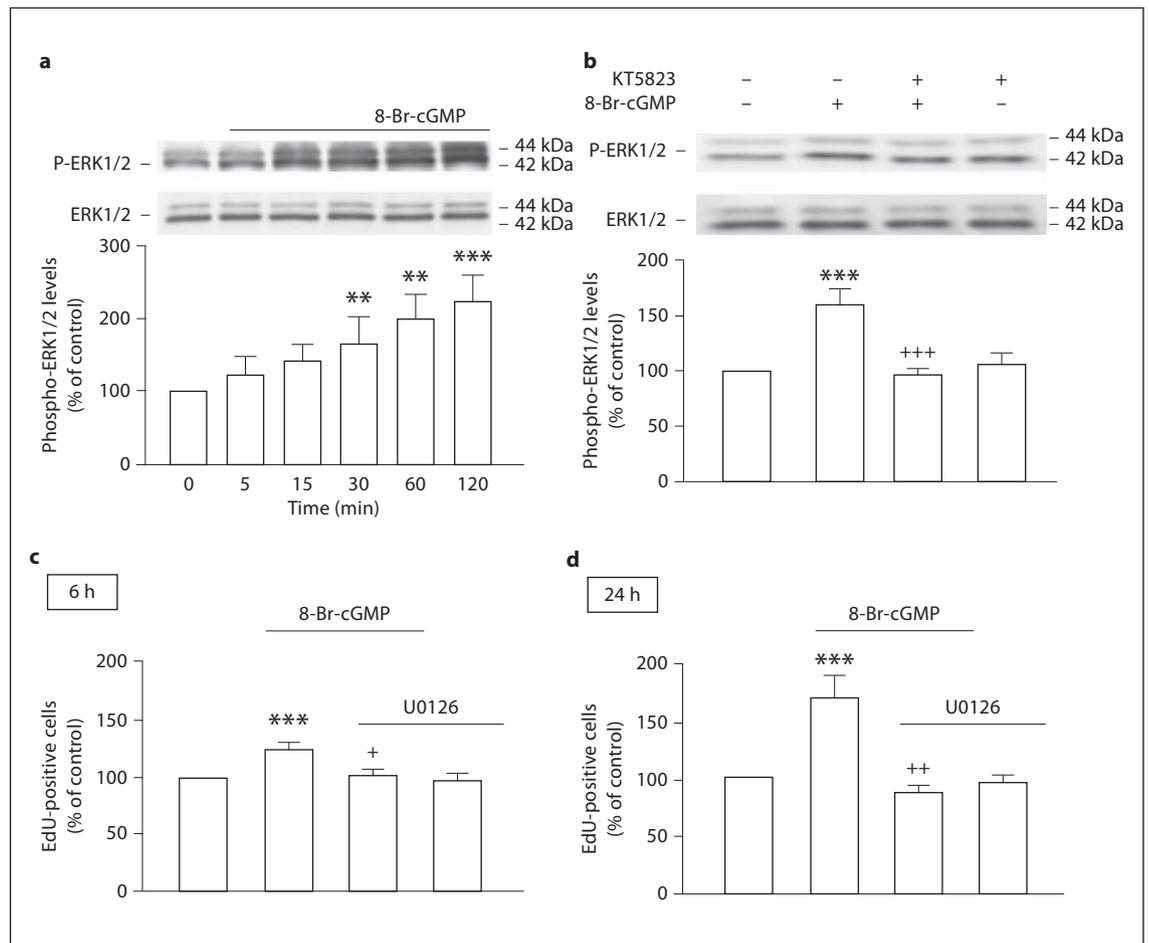 a
8-Br-cGMP
P-ERK1/2 –
– 44 kDa
– 42 kDa
ERK1/2 –
– 44 kDa
– 42 kDa
Phospho-ERK1/2 levels
(% of control)
300
200
100
0
**
**
***
0 5 15 30 60 120
Time (min)
b
KT5823 – – + +
8-Br-cGMP – + + –
P-ERK1/2 –
– 44 kDa
– 42 kDa
ERK1/2 –
– 44 kDa
– 42 kDa
Phospho-ERK1/2 levels
(% of control)
200
150
100
50
0
***
+++
c
6 h
8-Br-cGMP
U0126
EdU-positive cells
(% of control)
200
150
100
50
0
***
+
d
24 h
8-Br-cGMP
U0126
EdU-positive cells
(% of control)
200
150
100
50
0
***
++